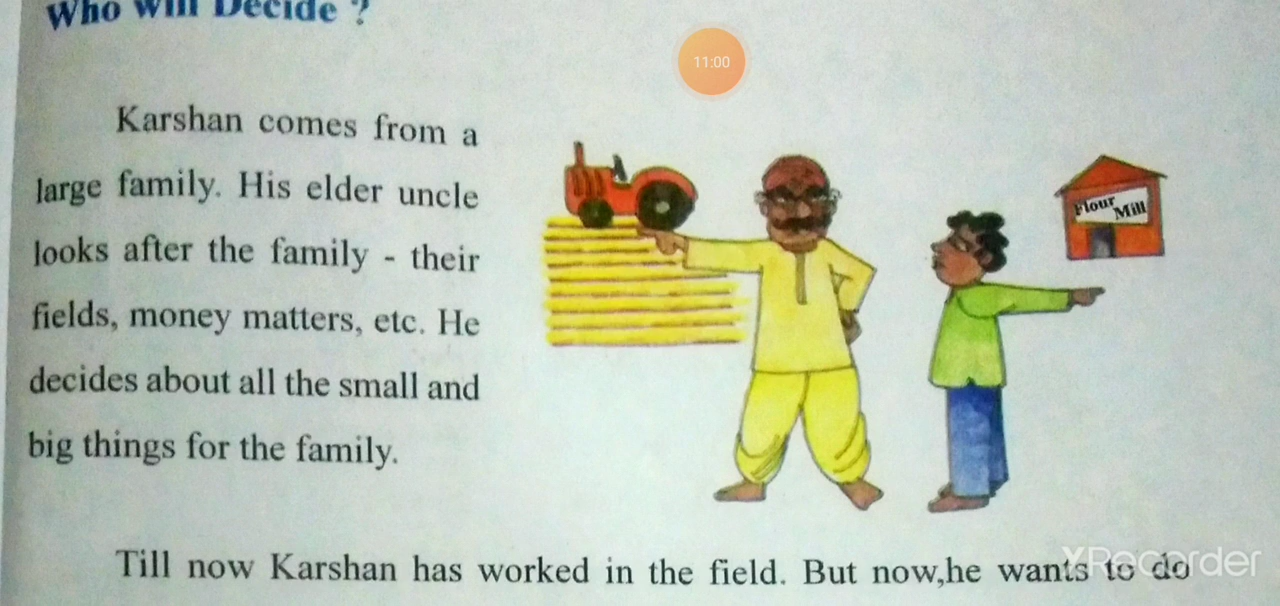 Who Will Decide ?
11:00
Karshan comes from a
large family. His elder uncle
looks after the family - their
fields, money matters, etc. He
decides about all the small and
big things for the family.
Flour Mill
Till now Karshan has worked in the field. But now,he wants to do
XRecorder